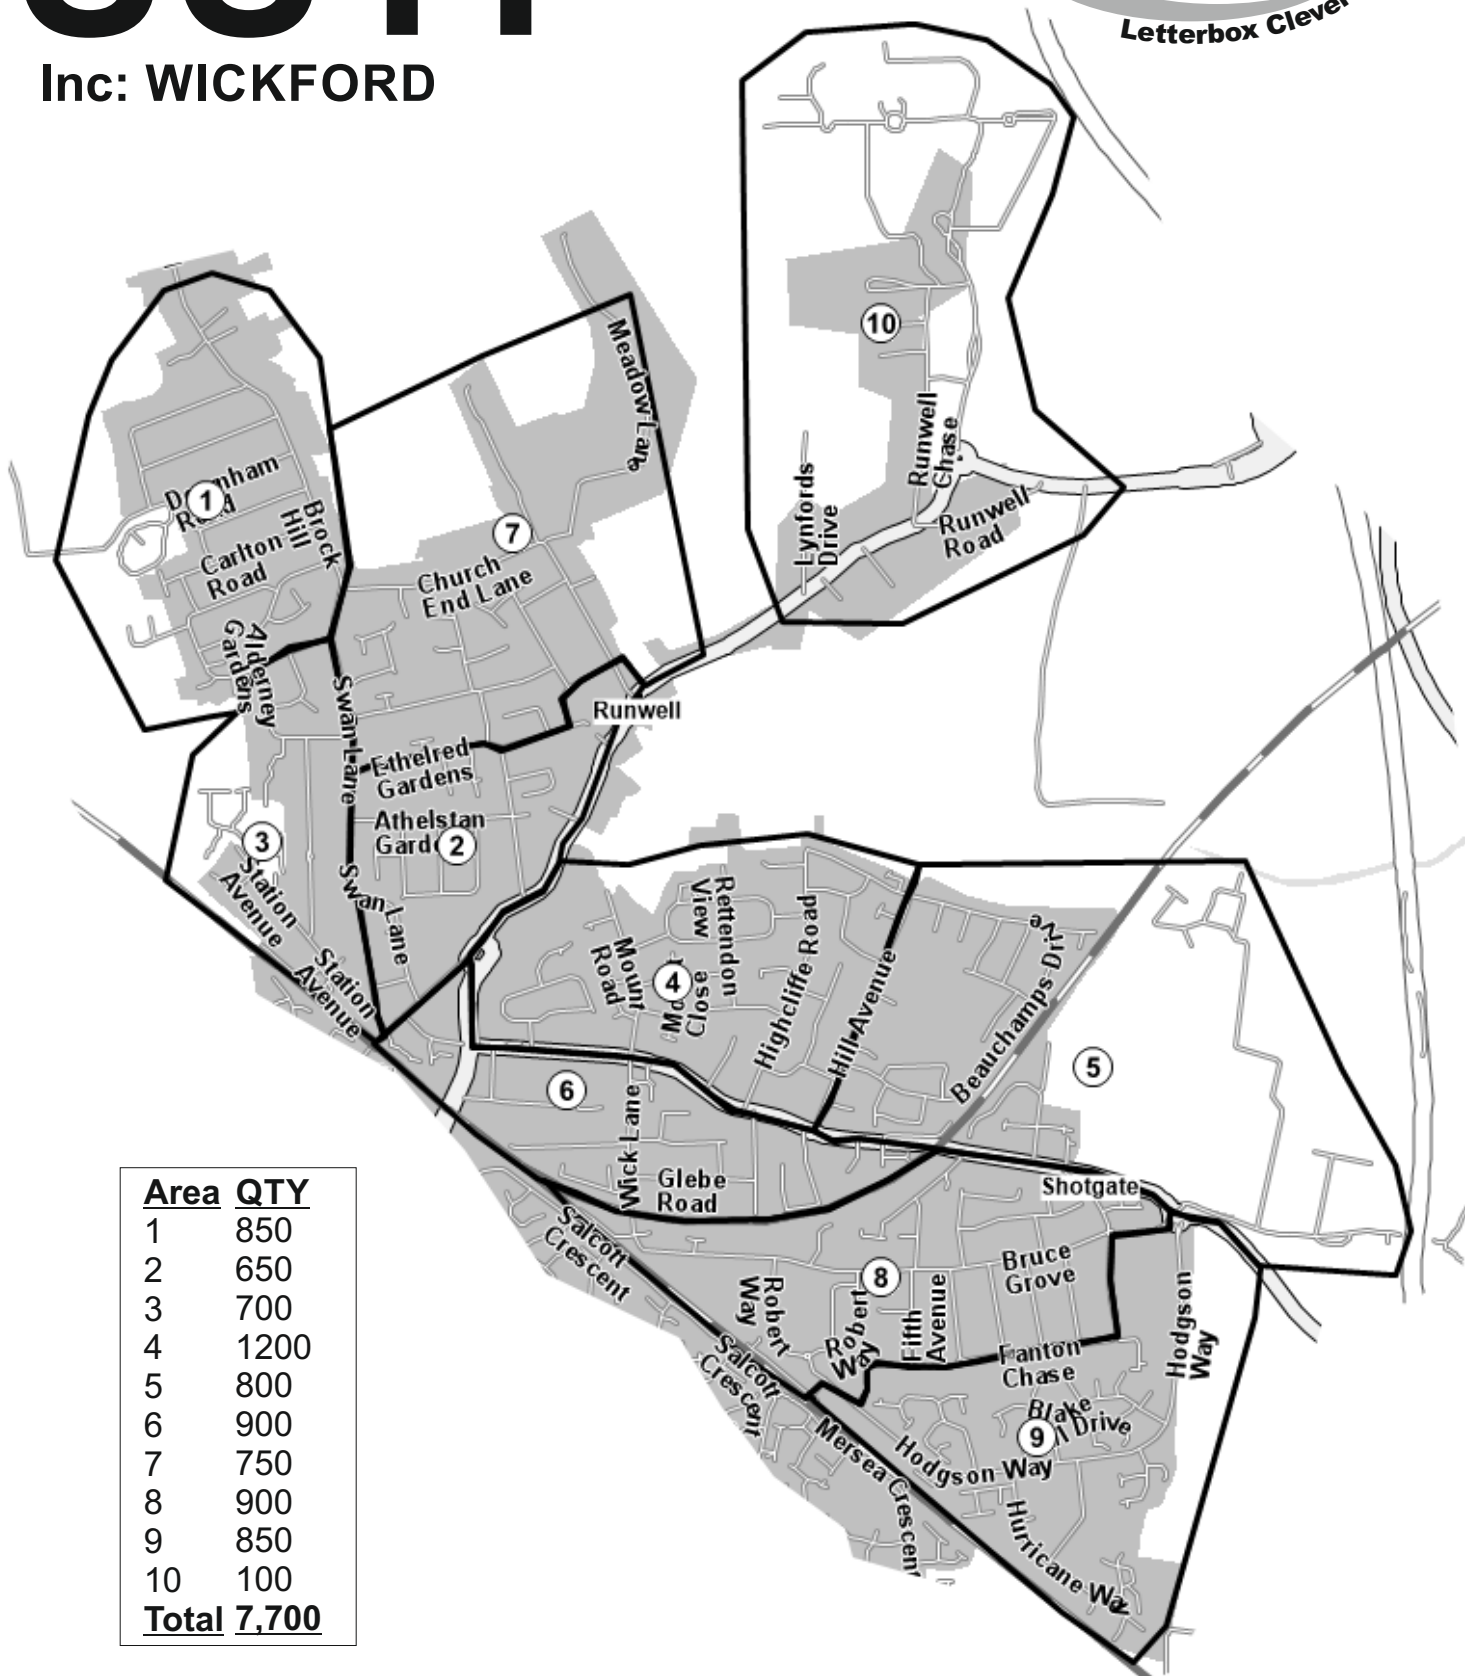 Letterbox Clever
Inc: WICKFORD
10
Meadow Lane
Runwell
Chase
Lynfords
Drive
Runwell
Road
1
Road
Brock
Hill
Carlton
Road
7
Church
End Lane
Alderney
Gardens
Swan Lane
Runwell
Ethelred
Gardens
Athelstan
2
3
Station
Avenue
Swan Lane
Station
Avenue
Rettendon
View
Mount
Road
4
Close
Highcliffe Road
Hill Avenue
Beauchamps Drive
5
6
Wick Lane
Glebe
Road
Shotgate
Salcott
Crescent
8
Robert
Way
Robert
Way
Fifth
Avenue
Bruce
Grove
Hodgson
Way
Fanton
Chase
Salcott
Crescent
Blake
Drive
9
Mersea Crescent
Hodgson Way
Hurricane Way
Area QTY
1 850
2 650
3 700
4 1200
5 800
6 900
7 750
8 900
9 850
10 100
Total 7,700